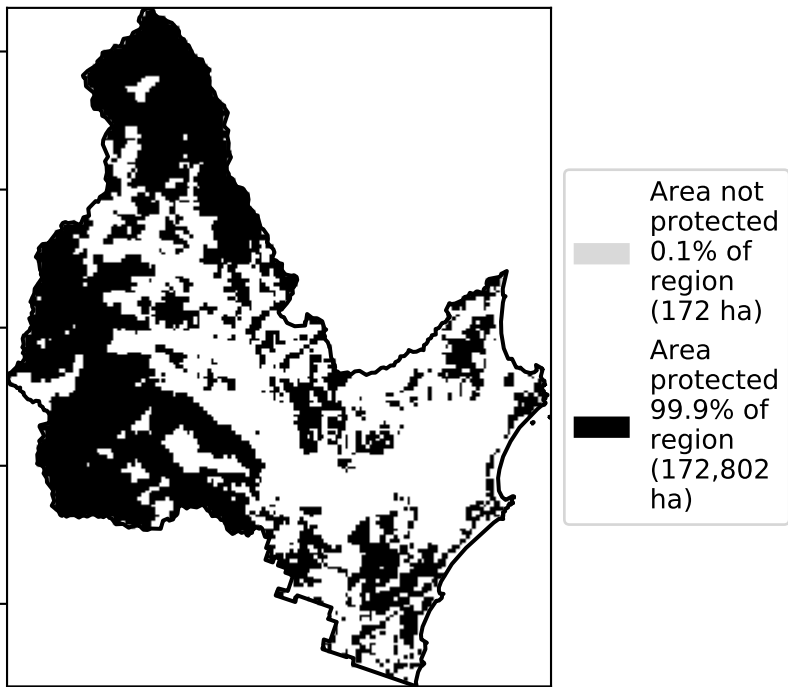 Area not
protected
0.1% of
region
(172 ha)
Area
protected
99.9% of
region
(172,802
ha)